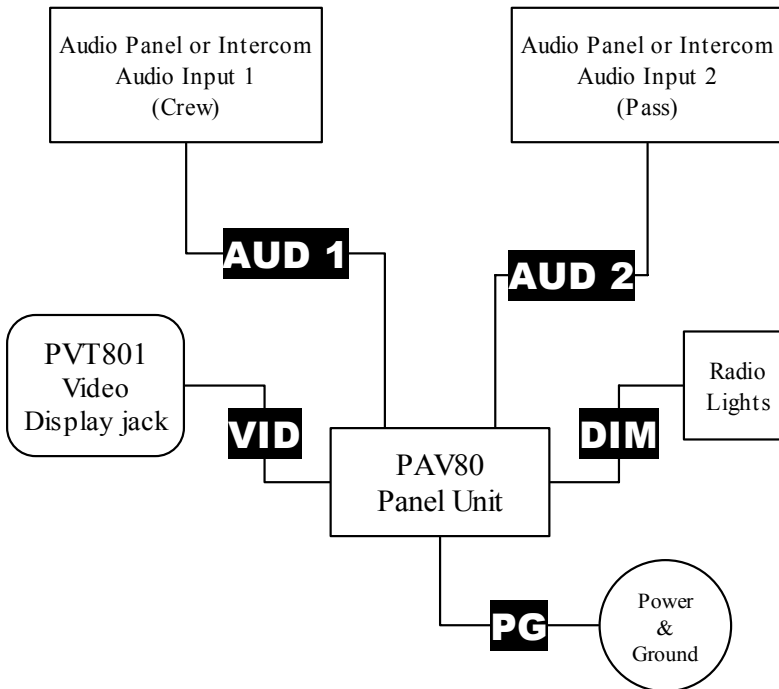 Audio Panel or Intercom
Audio Input 1
(Crew)
Audio Panel or Intercom
Audio Input 2
(Pass)
AUD 1
AUD 2
PVT801
Video
Display jack
VID
DIM
Radio
Lights
PAV80
Panel Unit
PG
Power
&
Ground